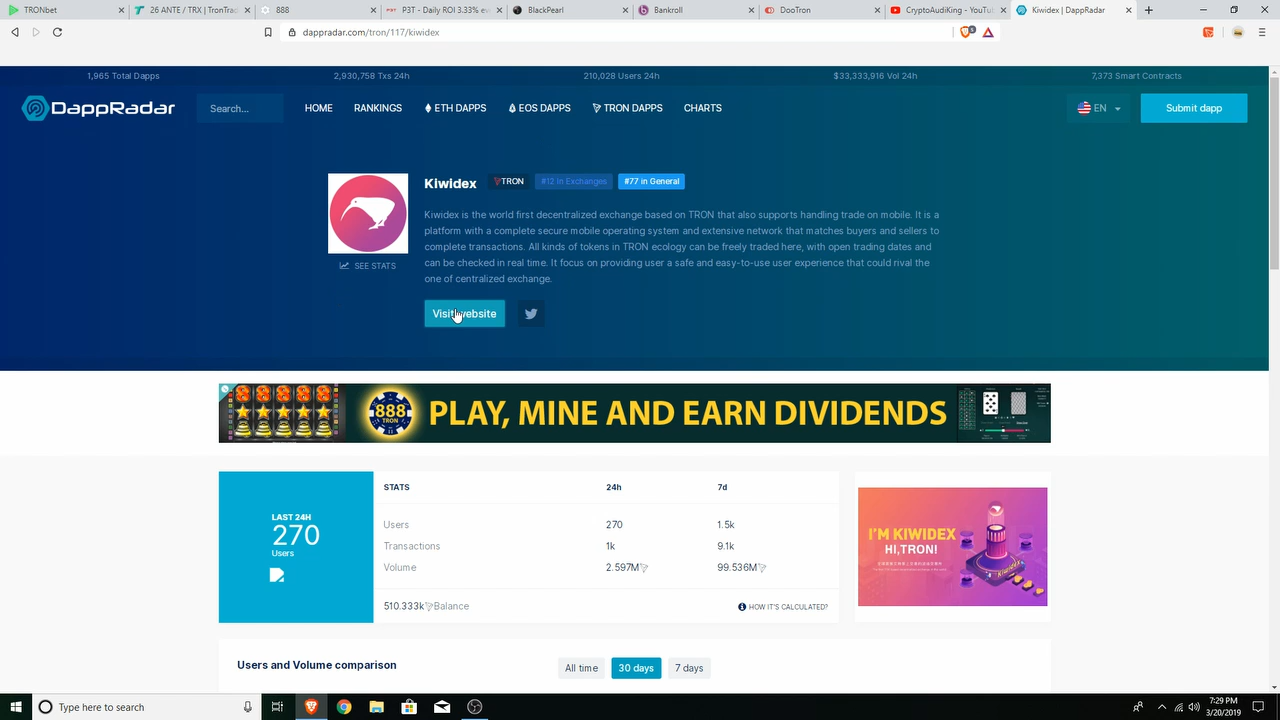 TRONbet
26 ANTE / TRX | TronTrad
888
P3T - Daily ROI 3.33% ev
BlackPearl
Bankroll
DooTron
CryptoAudiKing - YouTu
Kiwidex | DappRadar
dappradar.com/tron/117/kiwidex
1,965 Total Dapps
2,930,758 Txs 24h
210,028 Users 24h
$33,333,916 Vol 24h
7,373 Smart Contracts
DappRadar
Search...
HOME
RANKINGS
ETH DAPPS
EOS DAPPS
TRON DAPPS
CHARTS
EN
Submit dapp
Kiwidex
TRON
#12 in Exchanges
#77 in General
Kiwidex is the world first decentralized exchange based on TRON that also supports handling trade on mobile. It is a
platform with a complete secure mobile operating system and extensive network that matches buyers and sellers to
complete transactions. All kinds of tokens in TRON ecology can be freely traded here, with open trading dates and
can be checked in real time. It focus on providing user a safe and easy-to-use user experience that could rival the
one of centralized exchange.
SEE STATS
Visit website
888
TRON
PLAY, MINE AND EARN DIVIDENDS
LAST 24H
270
Users
STATS
24h
7d
Users
270
1.5k
Transactions
1k
9.1k
Volume
2.597M
99.536M
510.333k Balance
HOW IT'S CALCULATED?
I'M KIWIDEX
HI,TRON!
Users and Volume comparison
All time
30 days
7 days
Type here to search
7:29 PM
3/20/2019